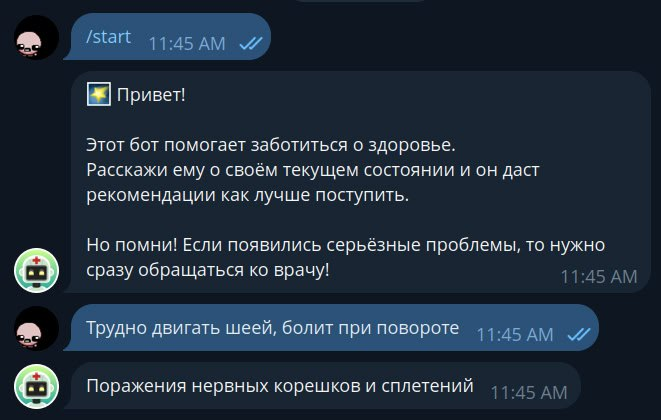 /start 11:45 AM
Привет!
Этот бот помогает заботиться о здоровье.
Расскажи ему о своём текущем состоянии и он даст
рекомендации как лучше поступить.
Но помни! Если появились серьёзные проблемы, то нужно
сразу обращаться ко врачу! 11:45 AM
Трудно двигать шеей, болит при повороте 11:45 AM
Поражения нервных корешков и сплетений 11:45 AM